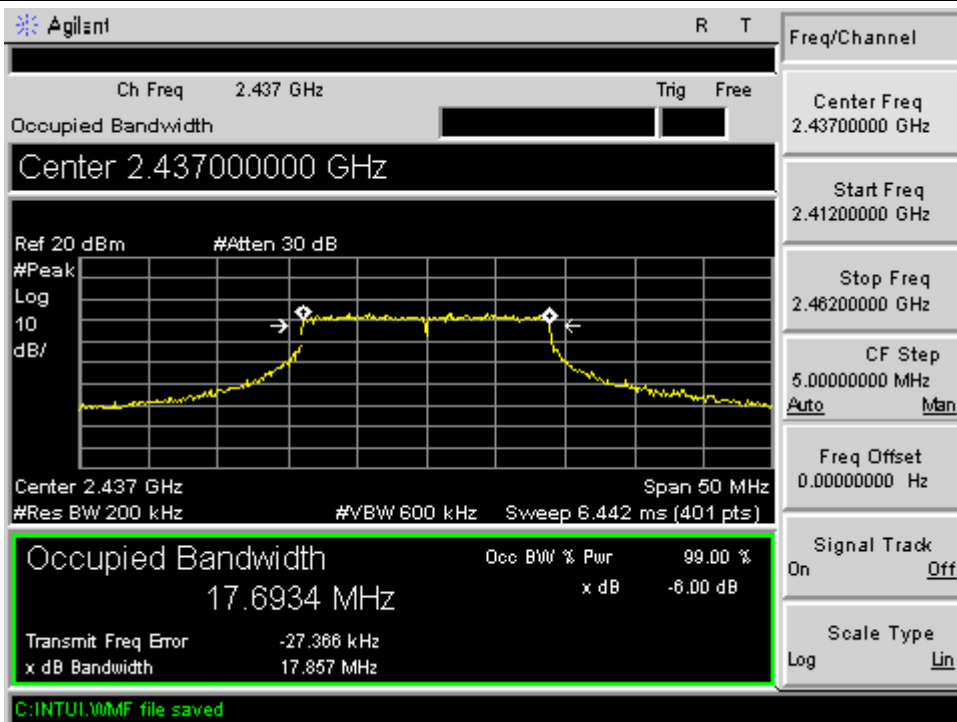 Agilent R T
Ch Freq 2.437 GHz Trig Free
Occupied Bandwidth
Center 2.437000000 GHz
Ref 20 dBm #Atten 30 dB
#Peak
Log
10
dB/
Center 2.437 GHz Span 50 MHz
#Res BW 200 kHz #VBW 600 kHz Sweep 6.442 ms (401 pts)
Occupied Bandwidth
17.6934 MHz
Occ BW % Pwr 99.00 %
x dB -6.00 dB
Transmit Freq Error -27.366 kHz
x dB Bandwidth 17.857 MHz
C:INTUI.WMF file saved
Freq/Channel
Center Freq
2.43700000 GHz
Start Freq
2.41200000 GHz
Stop Freq
2.46200000 GHz
CF Step
5.00000000 MHz
Auto Man
Freq Offset
0.00000000 Hz
Signal Track
On Off
Scale Type
Log Lin